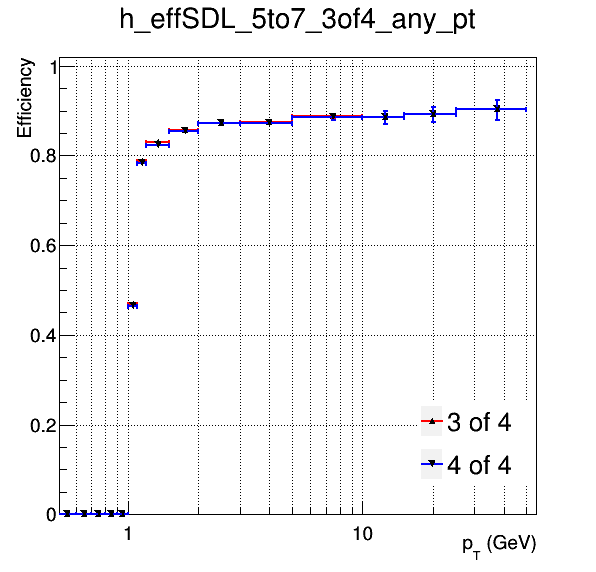 h_effSDL_5to7_3of4_any_pt
Efficiency
1
0.8
0.6
0.4
0.2
0
3 of 4
4 of 4
1
10
p_T (GeV)